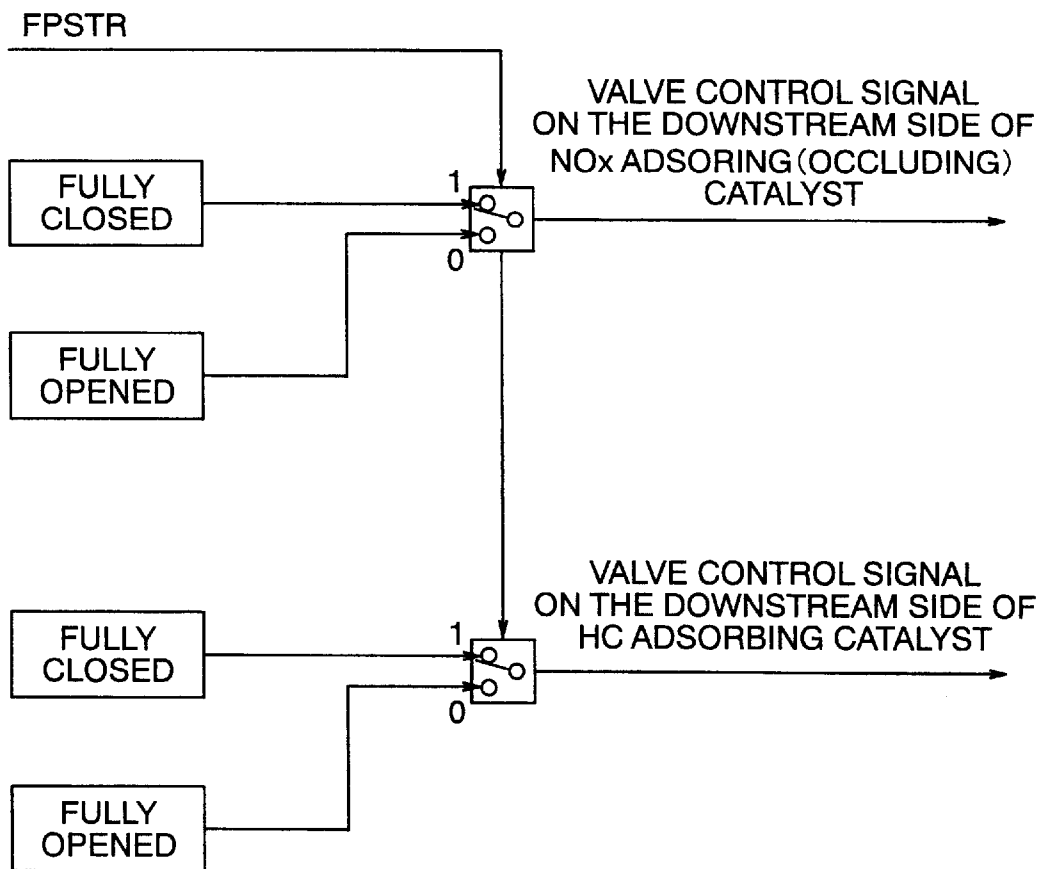 FPSTR
VALVE CONTROL SIGNAL
ON THE DOWNSTREAM SIDE OF
NOx ADSORING (OCCLUDING)
CATALYST
FULLY
CLOSED
1
0
FULLY
OPENED
VALVE CONTROL SIGNAL
ON THE DOWNSTREAM SIDE OF
HC ADSORBING CATALYST
FULLY
CLOSED
1
0
FULLY
OPENED